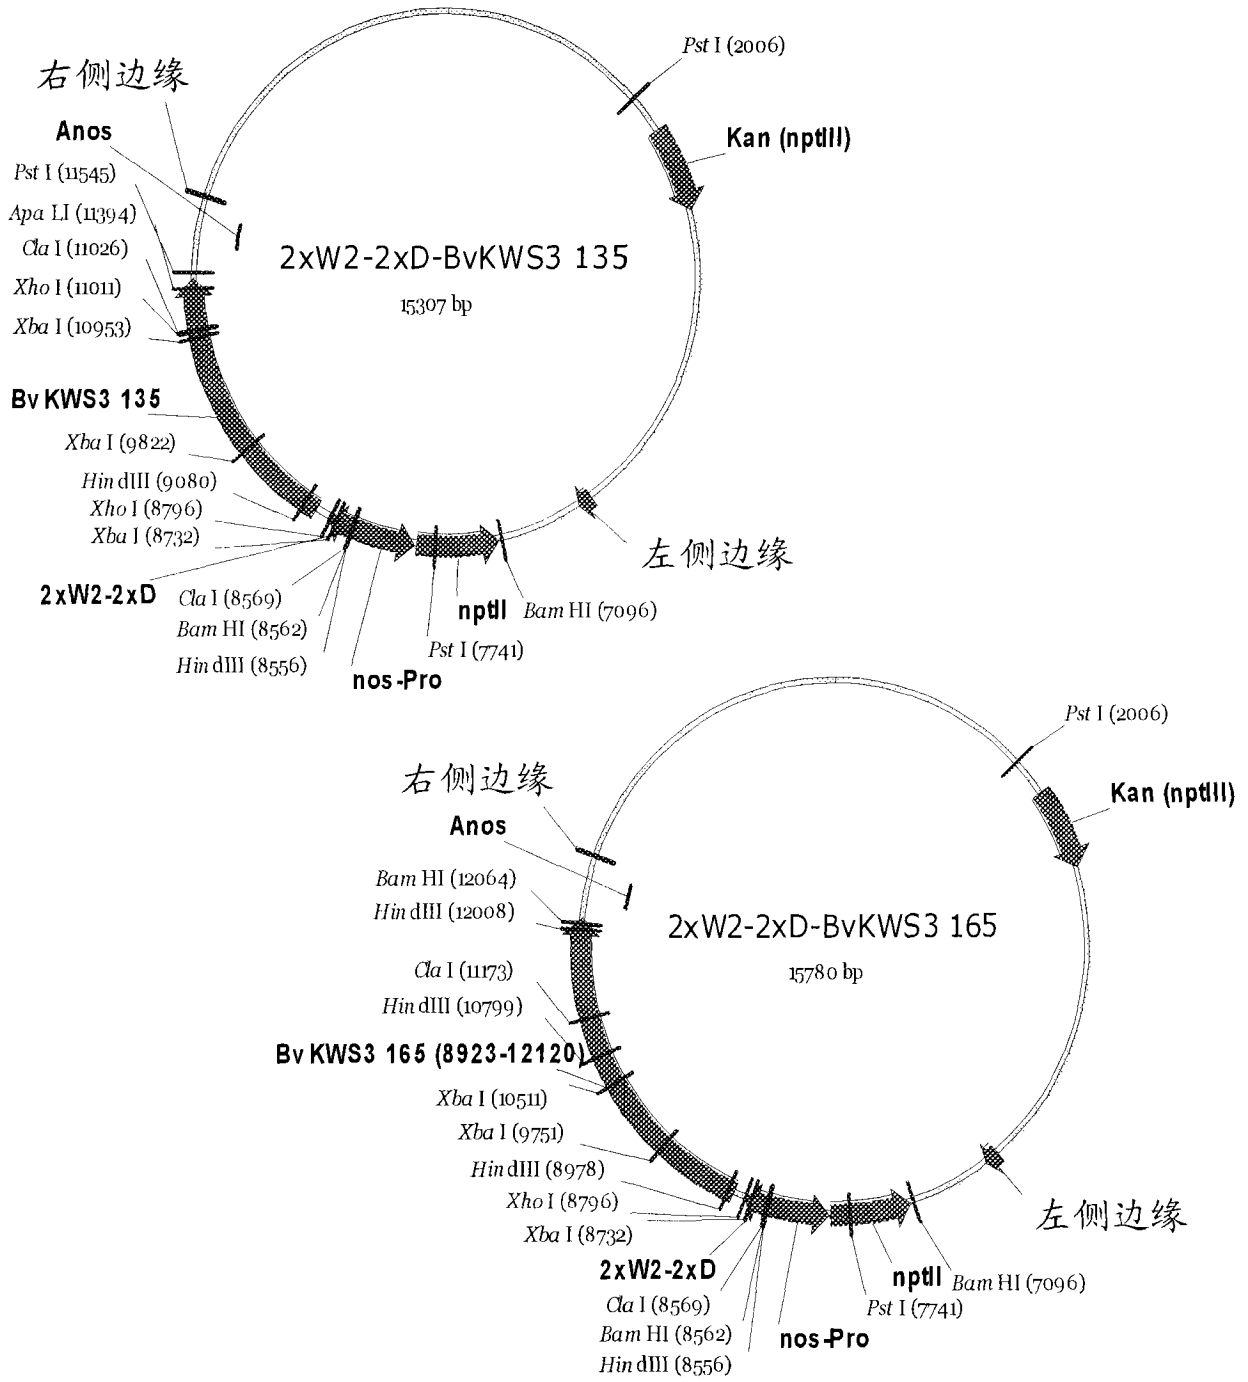 Pst I (2006)
右侧边缘
Anos
Kan (nptIII)
Pst I (11545)
Apa LI (11394)
Cla I (11026)
Xho I (11011)
Xba I (10953)
2xW2-2xD-BvKWS3 135
15307 bp
Bv KWS3 135
Xba I (9822)
Hin dIII (9080)
Xho I (8796)
Xba I (8732)
2xW2-2xD
Cla I (8569)
Bam HI (8562)
Hin dIII (8556)
nos-Pro
nptII
Pst I (7741)
Bam HI (7096)
左侧边缘
Pst I (2006)
右侧边缘
Anos
Kan (nptIII)
Bam HI (12064)
Hin dIII (12008)
2xW2-2xD-BvKWS3 165
15780 bp
Cla I (11173)
Hin dIII (10799)
Bv KWS3 165 (8923-12120)
Xba I (10511)
Xba I (9751)
Hin dIII (8978)
Xho I (8796)
Xba I (8732)
2xW2-2xD
Cla I (8569)
Bam HI (8562)
Hin dIII (8556)
nos-Pro
nptII
Pst I (7741)
Bam HI (7096)
左侧边缘